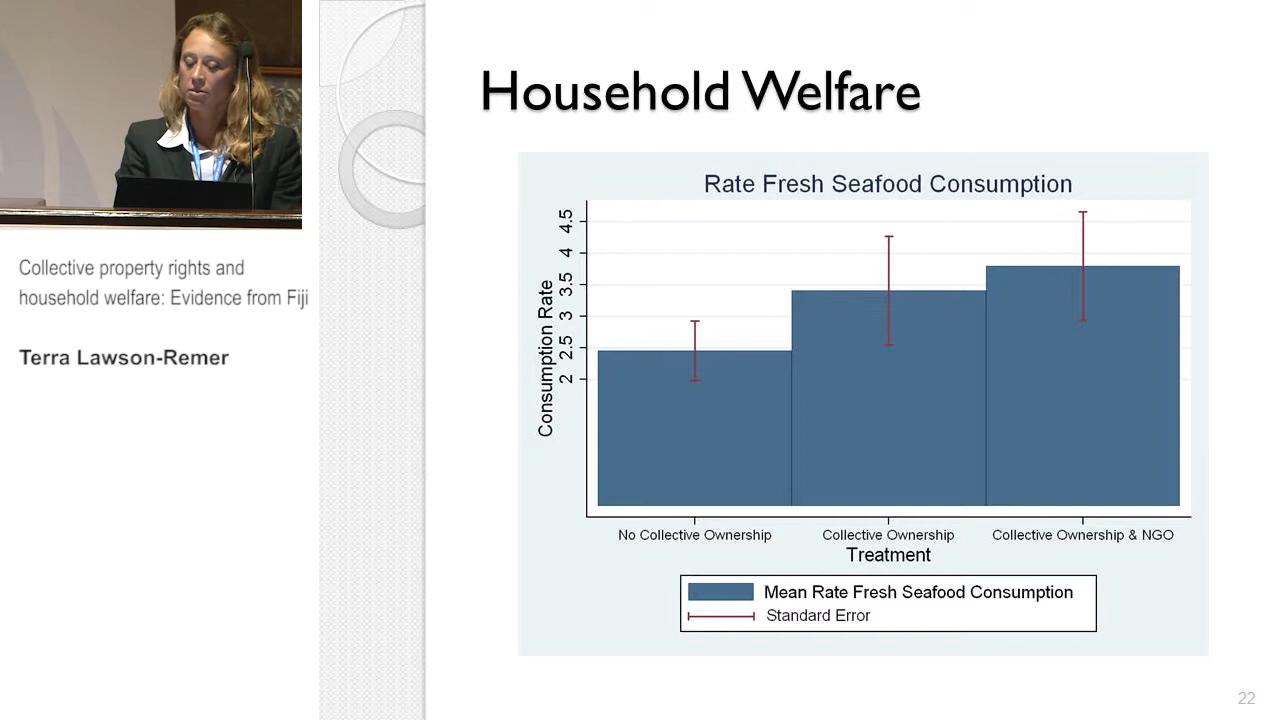 Household Welfare
Rate Fresh Seafood Consumption
Consumption Rate
4.5
4
3.5
3
2.5
2
No Collective Ownership
Collective Ownership
Collective Ownership & NGO
Treatment
Mean Rate Fresh Seafood Consumption
Standard Error
Collective property rights and
household welfare: Evidence from Fiji
Terra Lawson-Remer
22